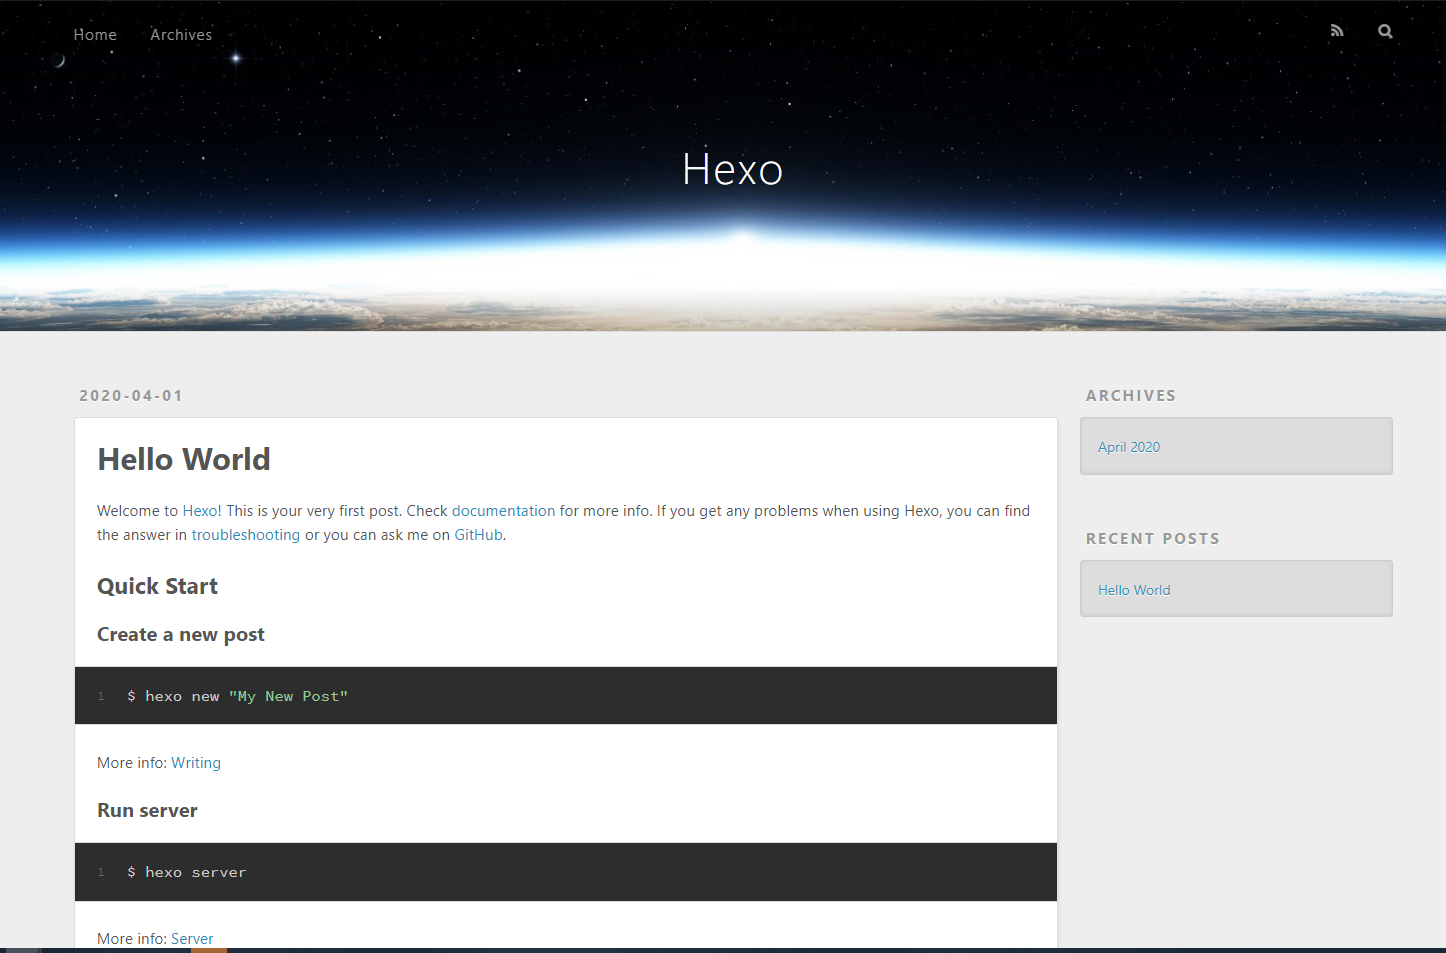 Home Archives
Hexo
2020-04-01
Hello World
Welcome to Hexo! This is your very first post. Check documentation for more info. If you get any problems when using Hexo, you can find
the answer in troubleshooting or you can ask me on GitHub.
Quick Start
Create a new post
1 $ hexo new "My New Post"
More info: Writing
Run server
1 $ hexo server
More info: Server
ARCHIVES
April 2020
RECENT POSTS
Hello World